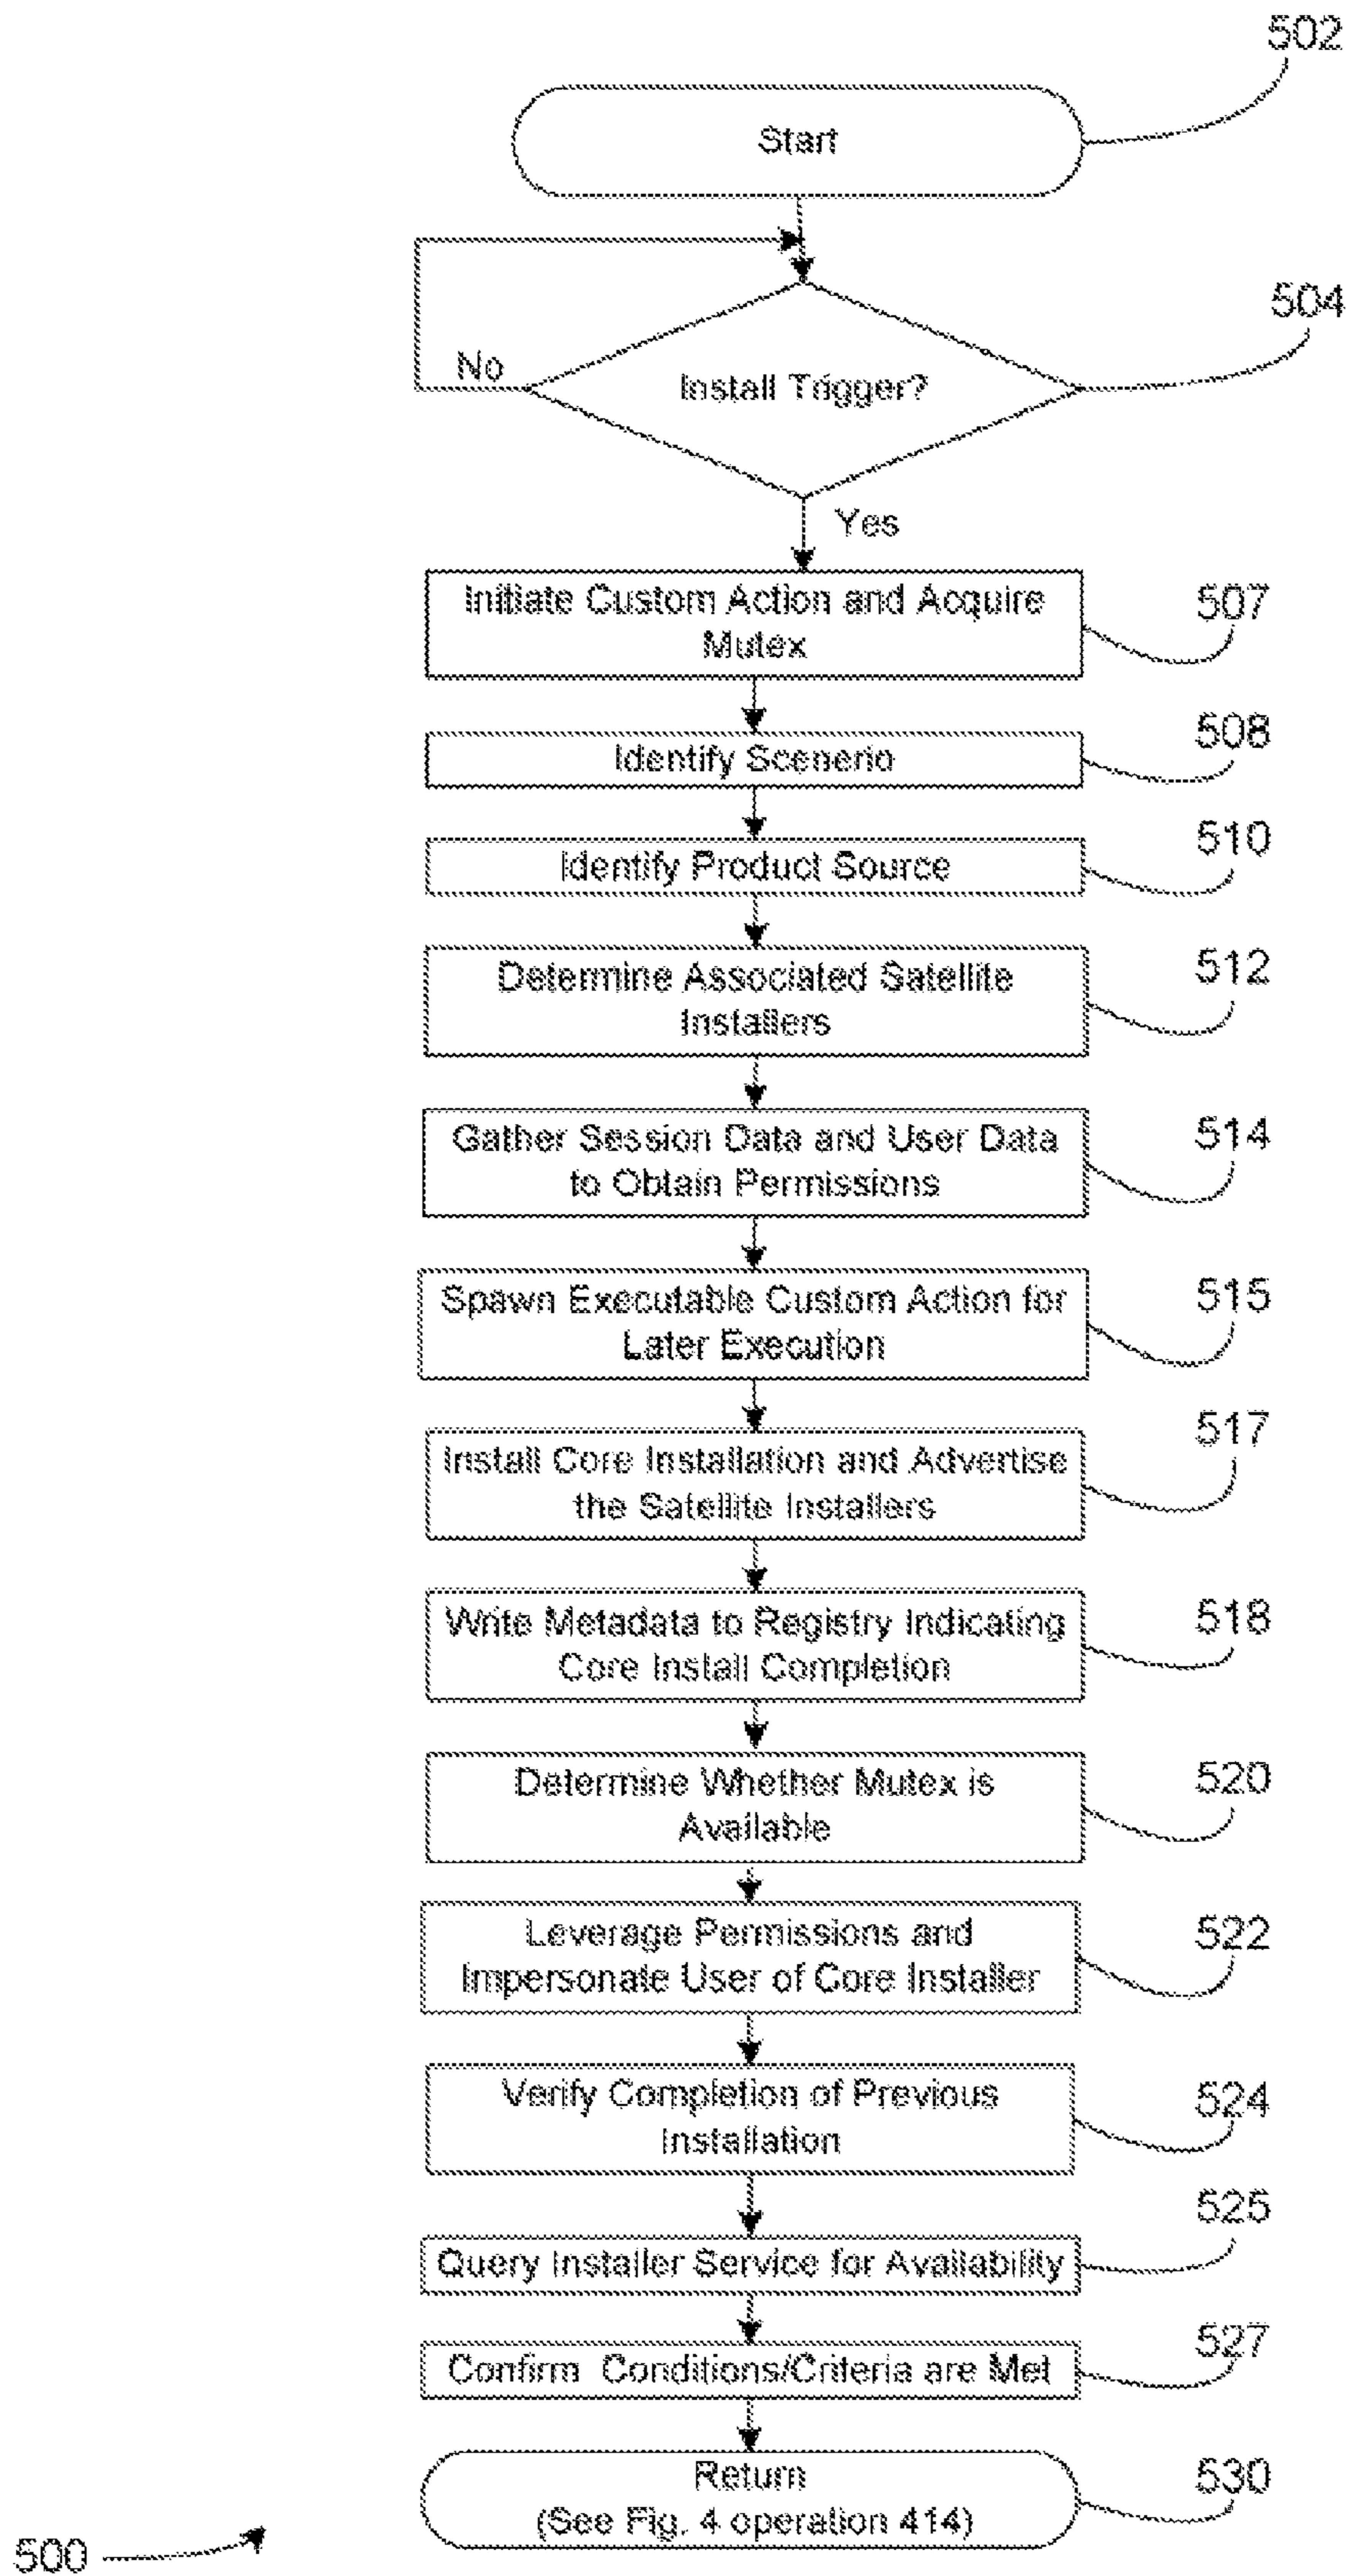 502
Start
504
No
Install Trigger?
Yes
Initiate Custom Action and Acquire
Mutex
507
Identify Scenerio
508
Identify Product Source
510
Determine Associated Satellite
Installers
512
Gather Session Data and User Data
to Obtain Permissions
514
Spawn Executable Custom Action for
Later Execution
515
Install Core Installation and Advertise
the Satellite Installers
517
Write Metadata to Registry Indicating
Core Install Completion
518
Determine Whether Mutex is
Available
520
Leverage Permissions and
Impersonate User of Core Installer
522
Verify Completion of Previous
Installation
524
Query Installer Service for Availability
525
Confirm Conditions/Criteria are Met
527
Return
(See Fig. 4 operation 414)
530
500